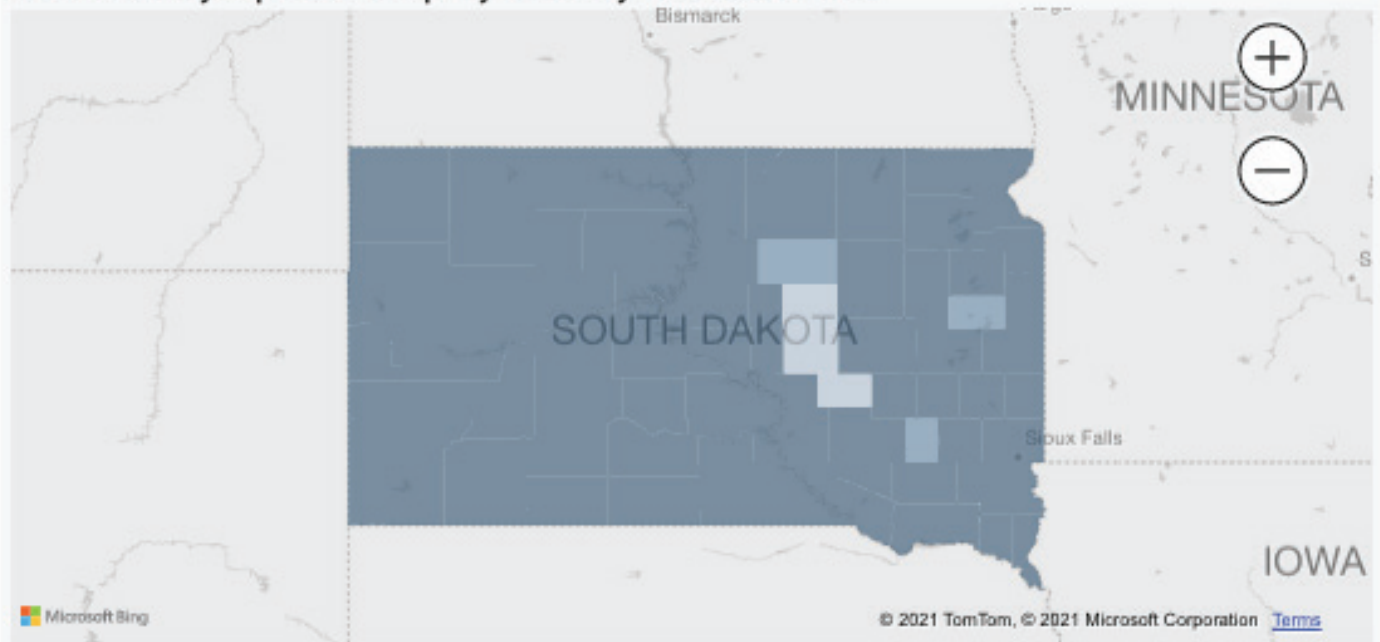 Bismarck
MINNESOTA
SOUTH DAKOTA
Sioux Falls
IOWA
Microsoft Bing
© 2021 TomTom, © 2021 Microsoft Corporation Terms